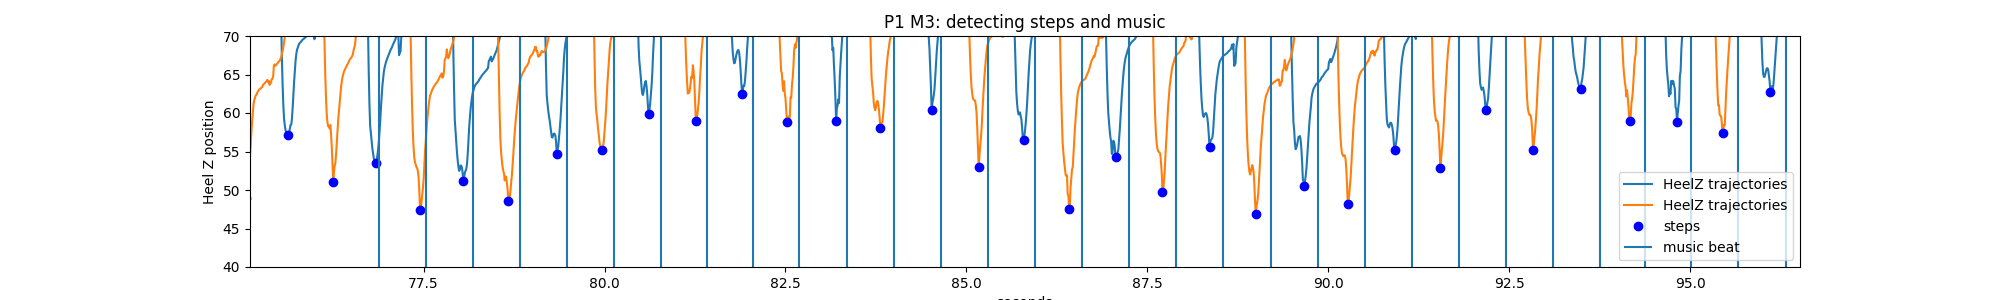 P1 M3: detecting steps and music
Heel Z position
70
65
60
55
50
45
40
77.5
80.0
82.5
85.0
87.5
90.0
92.5
95.0
HeelZ trajectories
HeelZ trajectories
steps
music beat